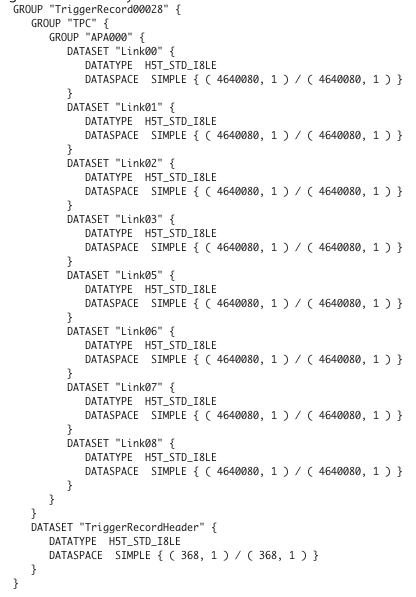 GROUP "TriggerRecord00028" {
   GROUP "TPC" {
      GROUP "APA000" {
         DATASET "Link00" {
            DATATYPE  H5T_STD_I8LE
            DATASPACE  SIMPLE { ( 4640080, 1 ) / ( 4640080, 1 ) }
         }
         DATASET "Link01" {
            DATATYPE  H5T_STD_I8LE
            DATASPACE  SIMPLE { ( 4640080, 1 ) / ( 4640080, 1 ) }
         }
         DATASET "Link02" {
            DATATYPE  H5T_STD_I8LE
            DATASPACE  SIMPLE { ( 4640080, 1 ) / ( 4640080, 1 ) }
         }
         DATASET "Link03" {
            DATATYPE  H5T_STD_I8LE
            DATASPACE  SIMPLE { ( 4640080, 1 ) / ( 4640080, 1 ) }
         }
         DATASET "Link05" {
            DATATYPE  H5T_STD_I8LE
            DATASPACE  SIMPLE { ( 4640080, 1 ) / ( 4640080, 1 ) }
         }
         DATASET "Link06" {
            DATATYPE  H5T_STD_I8LE
            DATASPACE  SIMPLE { ( 4640080, 1 ) / ( 4640080, 1 ) }
         }
         DATASET "Link07" {
            DATATYPE  H5T_STD_I8LE
            DATASPACE  SIMPLE { ( 4640080, 1 ) / ( 4640080, 1 ) }
         }
         DATASET "Link08" {
            DATATYPE  H5T_STD_I8LE
            DATASPACE  SIMPLE { ( 4640080, 1 ) / ( 4640080, 1 ) }
         }
      }
   }
   DATASET "TriggerRecordHeader" {
      DATATYPE  H5T_STD_I8LE
      DATASPACE  SIMPLE { ( 368, 1 ) / ( 368, 1 ) }
   }
}